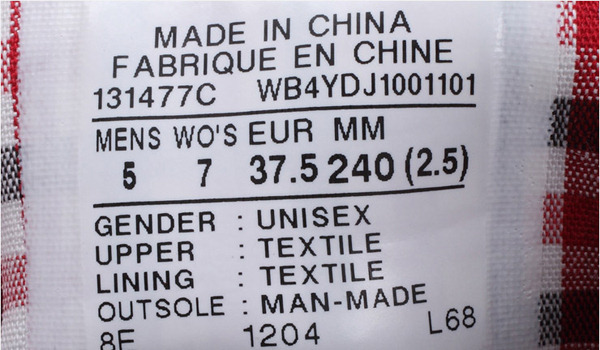 MADE IN CHINA
FABRIQUE EN CHINE
131477C WB4YDJ1001101
MENS WO'S EUR MM
5 7 37.5 240 (2.5)
GENDER : UNISEX
UPPER : TEXTILE
LINING : TEXTILE
OUTSOLE : MAN-MADE
8E 1204 L68